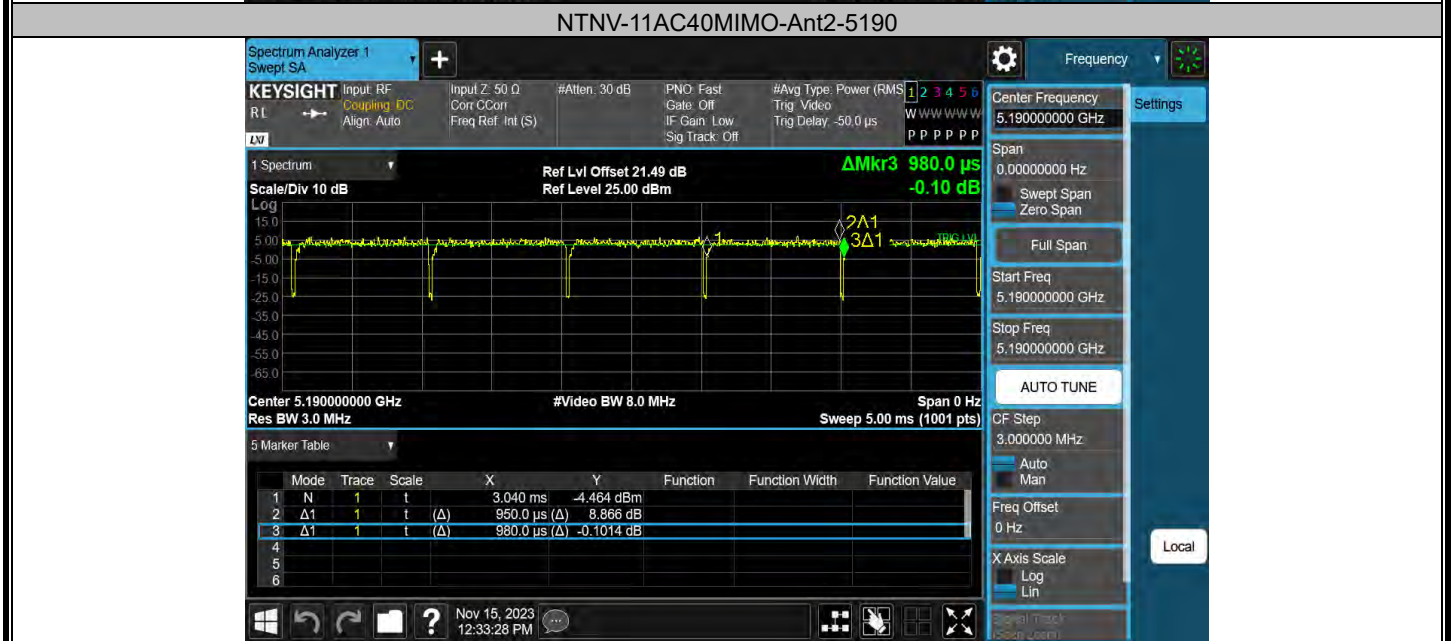 NTNV-11AC40MIMO-Ant2-5190
Spectrum Analyzer 1
Swept SA
+
Frequency
KEYSIGHT
RL
LXI
Input: RF
Coupling: DC
Align: Auto
Input Z: 50 Ω
Corr CCorr
Freq Ref: Int (S)
#Atten: 30 dB
PNO: Fast
Gate: Off
IF Gain: Low
Sig Track: Off
#Avg Type: Power (RMS
Trig: Video
Trig Delay: -50.0 µs
1 2 3 4 5 6
W W W W W W
P P P P P P
Center Frequency
5.190000000 GHz
Settings
Span
0.00000000 Hz
Swept Span
Zero Span
Full Span
Start Freq
5.190000000 GHz
Stop Freq
5.190000000 GHz
AUTO TUNE
CF Step
3.000000 MHz
Auto
Man
Freq Offset
0 Hz
X Axis Scale
Log
Lin
Signal Track
(Span Zoom)
Local
1 Spectrum
Scale/Div 10 dB
Log
Ref Lvl Offset 21.49 dB
Ref Level 25.00 dBm
ΔMkr3 980.0 µs
-0.10 dB
15.0
5.00
-5.00
-15.0
-25.0
-35.0
-45.0
-55.0
-65.0
1
2Δ1
3Δ1
TRIG LVL
Center 5.190000000 GHz
Res BW 3.0 MHz
#Video BW 8.0 MHz
Span 0 Hz
Sweep 5.00 ms (1001 pts)
5 Marker Table
Mode Trace Scale X Y Function Function Width Function Value
1 N 1 t 3.040 ms -4.464 dBm
2 Δ1 1 t (Δ) 950.0 µs (Δ) 8.866 dB
3 Δ1 1 t (Δ) 980.0 µs (Δ) -0.1014 dB
4
5
6
?
Nov 15, 2023
12:33:28 PM